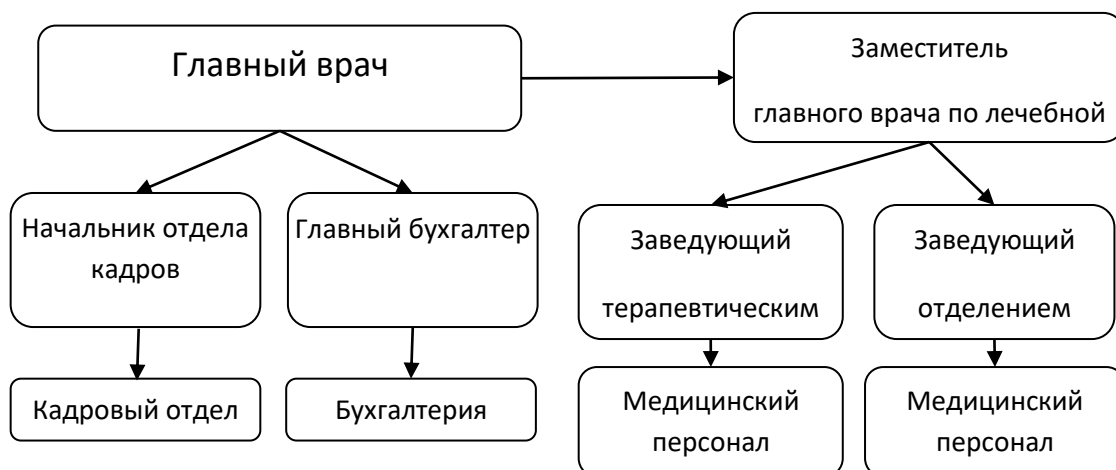 Главный врач
Заместитель
главного врача по лечебной
Начальник отдела
кадров
Главный бухгалтер
Заведующий
терапевтическим
Заведующий
отделением
Кадровый отдел
Бухгалтерия
Медицинский
персонал
Медицинский
персонал